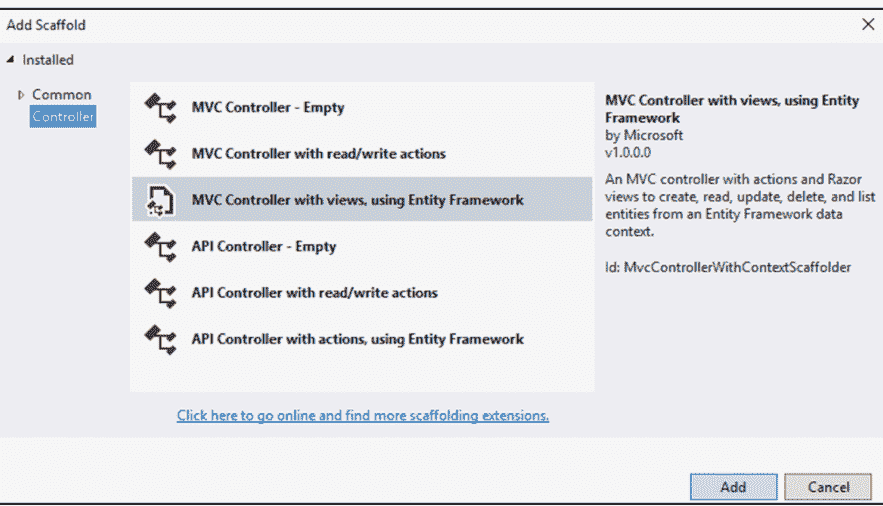 Add Scaffold
Installed
Common
Controller
MVC Controller - Empty
MVC Controller with read/write actions
MVC Controller with views, using Entity Framework
API Controller - Empty
API Controller with read/write actions
API Controller with actions, using Entity Framework
Click here to go online and find more scaffolding extensions.
MVC Controller with views, using Entity
Framework
by Microsoft
v1.0.0.0
An MVC controller with actions and Razor
views to create, read, update, delete, and list
entities from an Entity Framework data
context.
Id: MvcControllerWithContextScaffolder
Add
Cancel